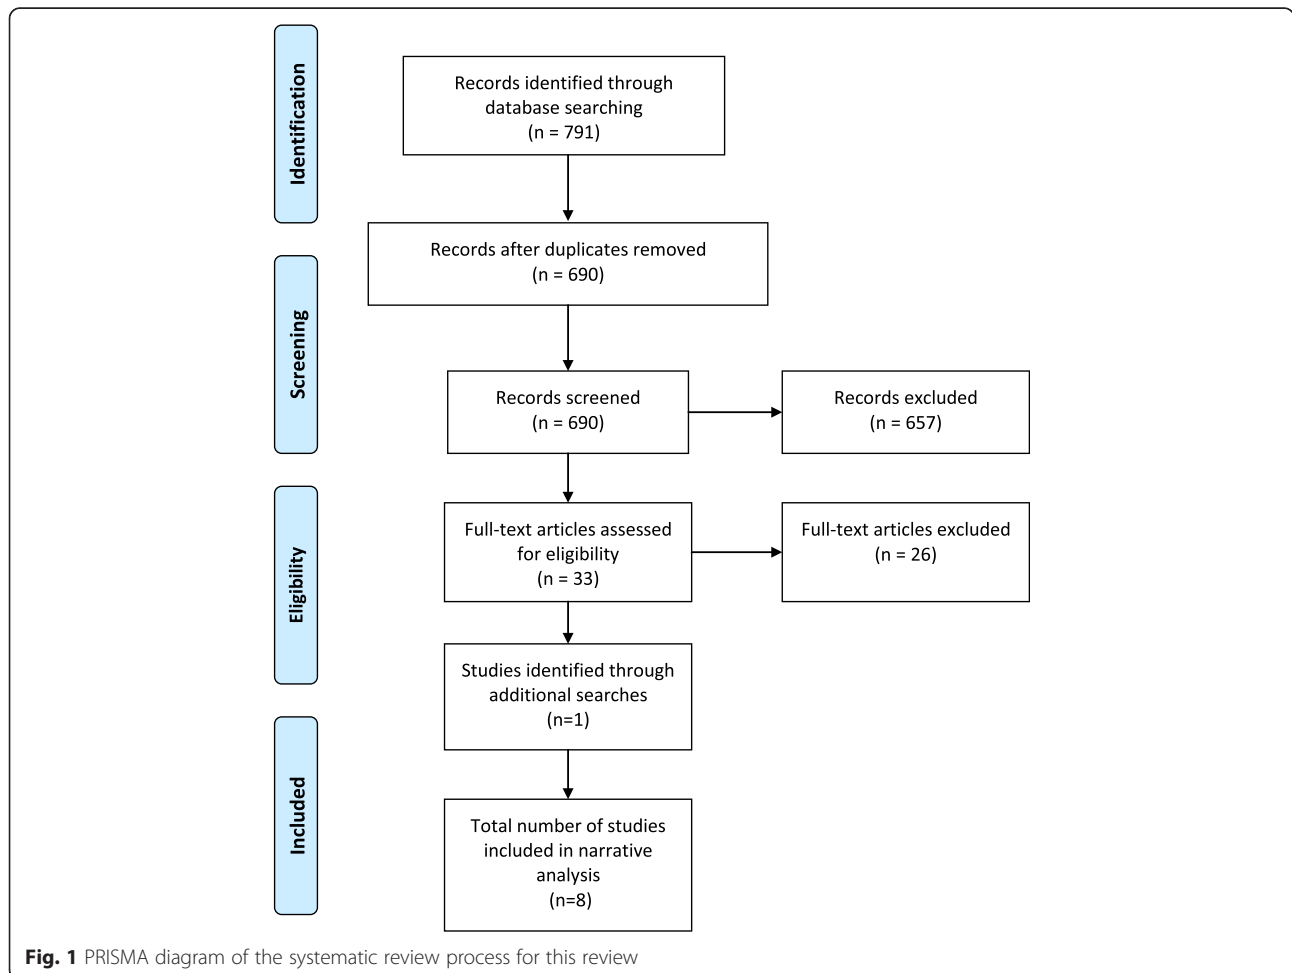 Identification
Records identified through
database searching
(n = 791)
Records after duplicates removed
(n = 690)
Screening
Records screened
(n = 690)
Records excluded
(n = 657)
Eligibility
Full-text articles assessed
for eligibility
(n = 33)
Full-text articles excluded
(n = 26)
Studies identified through
additional searches
(n=1)
Included
Total number of studies
included in narrative
analysis
(n=8)
Fig. 1 PRISMA diagram of the systematic review process for this review